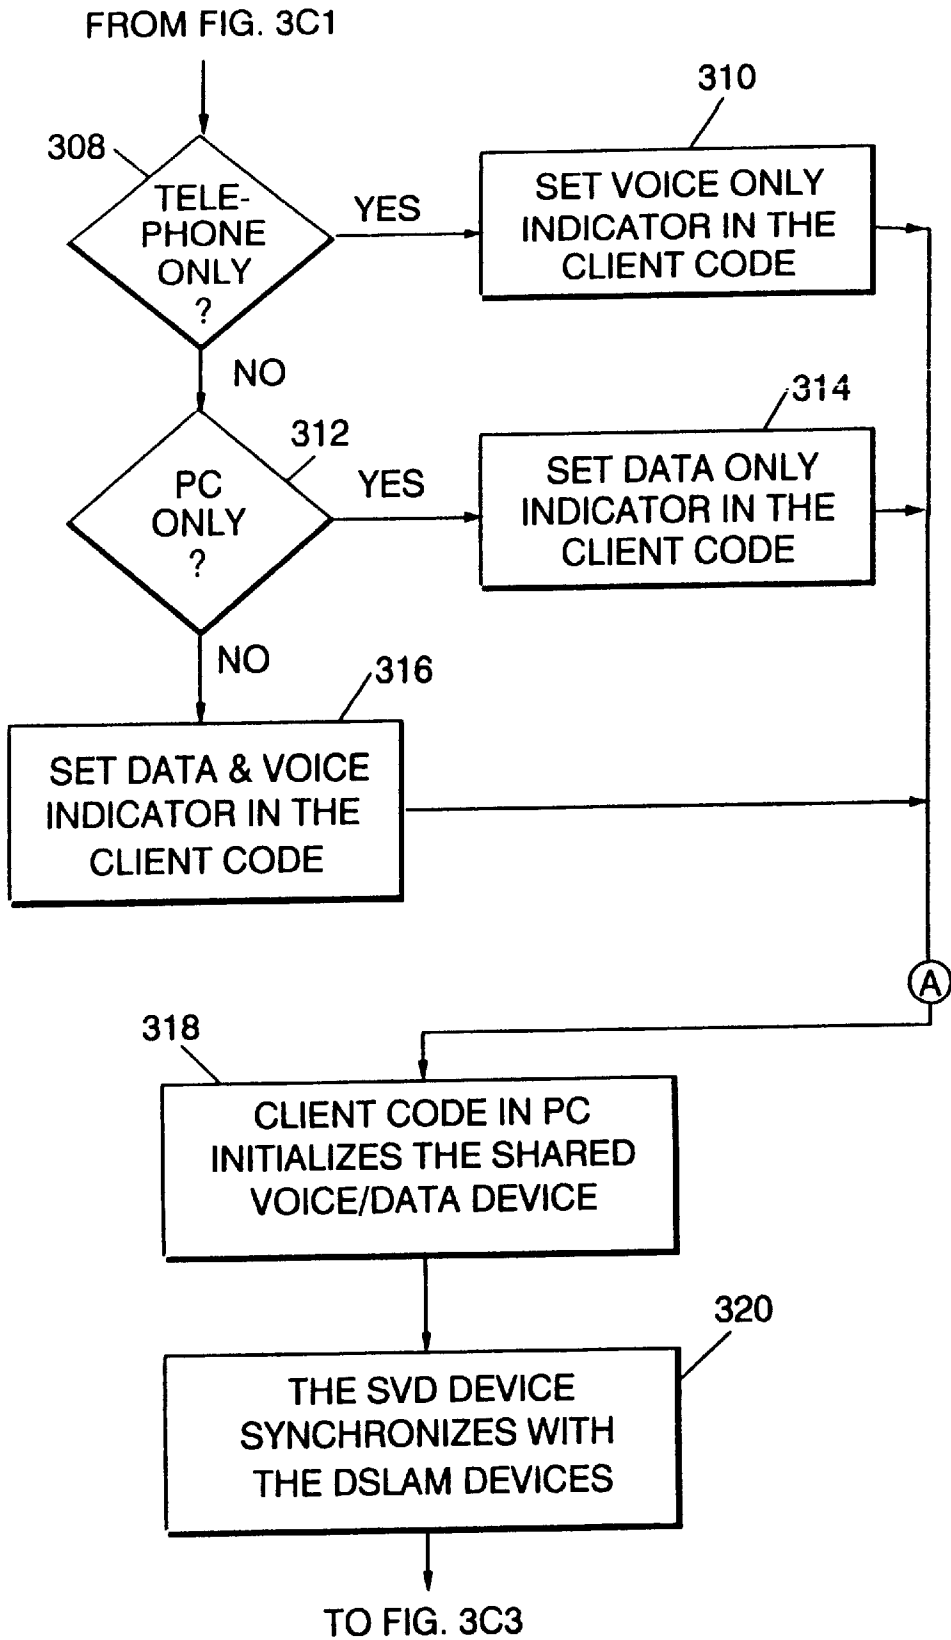 FROM FIG. 3C1
310
308
TELE-
PHONE
ONLY
?
YES
SET VOICE ONLY
INDICATOR IN THE
CLIENT CODE
NO
314
312
PC
ONLY
?
YES
SET DATA ONLY
INDICATOR IN THE
CLIENT CODE
NO
316
SET DATA & VOICE
INDICATOR IN THE
CLIENT CODE
A
318
CLIENT CODE IN PC
INITIALIZES THE SHARED
VOICE/DATA DEVICE
320
THE SVD DEVICE
SYNCHRONIZES WITH
THE DSLAM DEVICES
TO FIG. 3C3